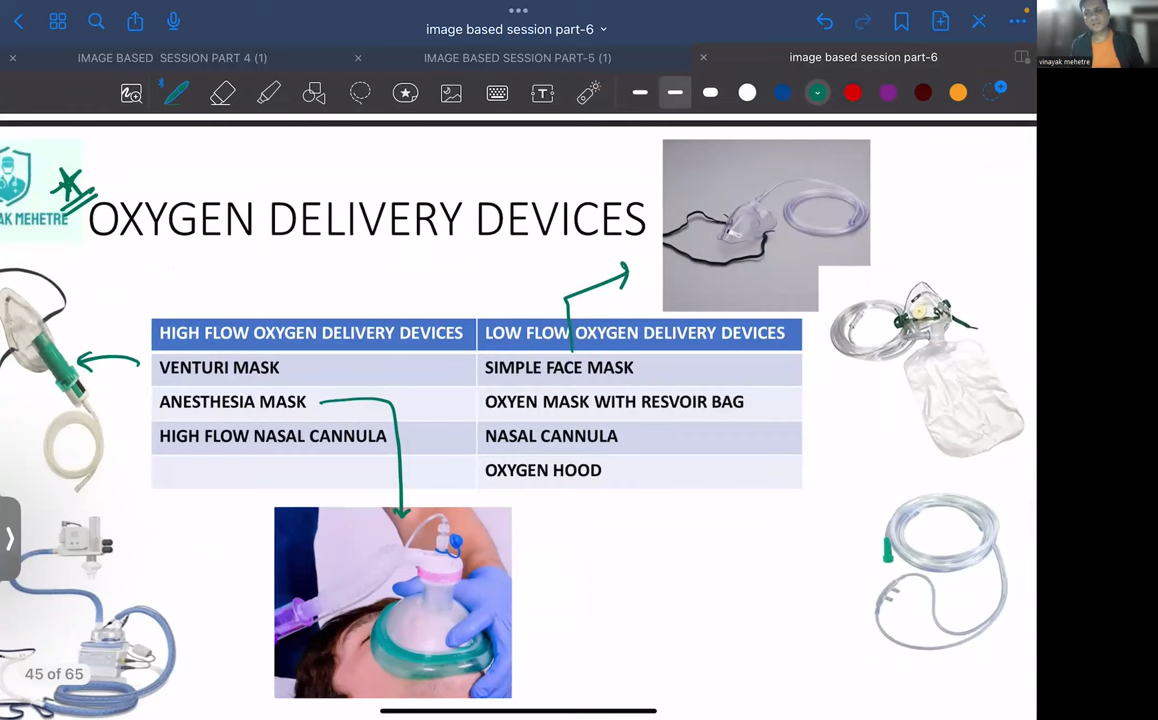 image based session part-6
IMAGE BASED SESSION PART 4 (1)
IMAGE BASED SESSION PART-5 (1)
image based session part-6
vinayak mehetre
AK MEHETRE
OXYGEN DELIVERY DEVICES
HIGH FLOW OXYGEN DELIVERY DEVICES LOW FLOW OXYGEN DELIVERY DEVICES
VENTURI MASK SIMPLE FACE MASK
ANESTHESIA MASK OXYEN MASK WITH RESVOIR BAG
HIGH FLOW NASAL CANNULA NASAL CANNULA
OXYGEN HOOD
45 of 65